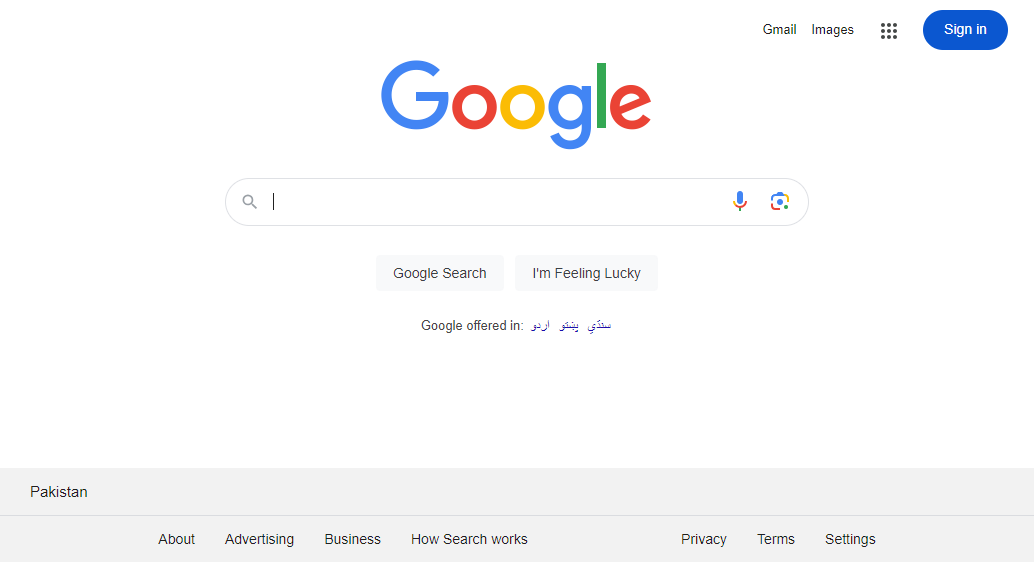 Gmail Images Sign in
Google
Google Search I'm Feeling Lucky
Google offered in: اردو پښتو سنڌي
Pakistan
About Advertising Business How Search works Privacy Terms Settings